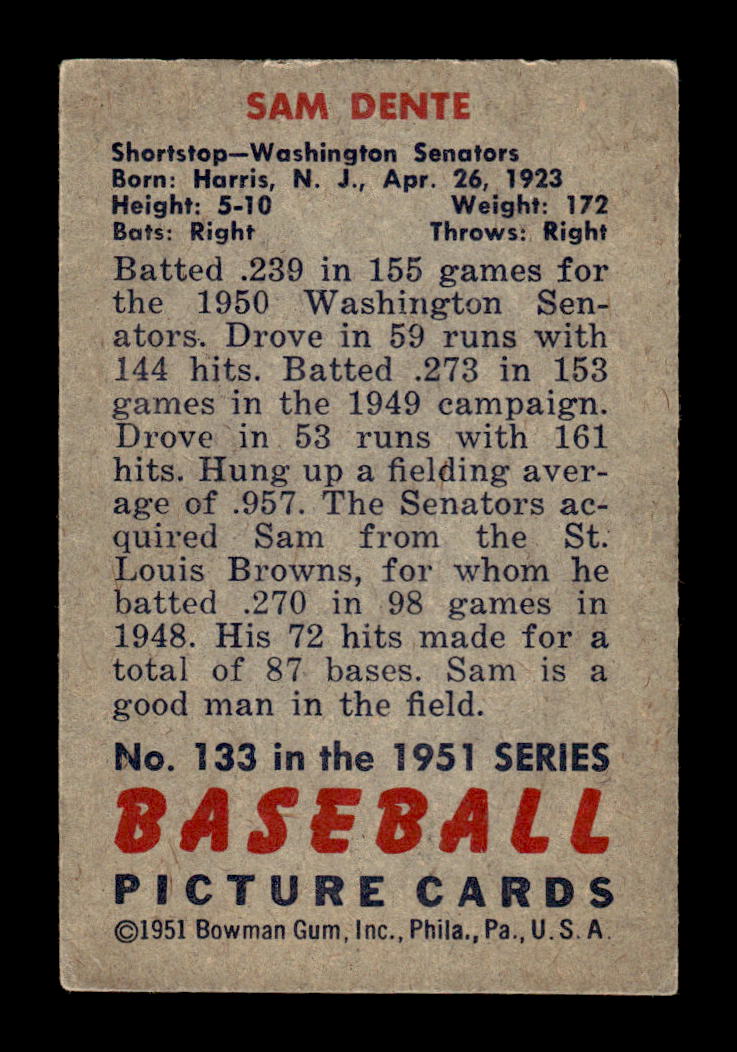 SAM DENTE
Shortstop—Washington Senators
Born: Harris, N. J., Apr. 26, 1923
Height: 5-10 Weight: 172
Bats: Right Throws: Right
Batted .239 in 155 games for
the 1950 Washington Sen-
ators. Drove in 59 runs with
144 hits. Batted .273 in 153
games in the 1949 campaign.
Drove in 53 runs with 161
hits. Hung up a fielding aver-
age of .957. The Senators ac-
quired Sam from the St.
Louis Browns, for whom he
batted .270 in 98 games in
1948. His 72 hits made for a
total of 87 bases. Sam is a
good man in the field.
No. 133 in the 1951 SERIES
BASEBALL
PICTURE CARDS
©1951 Bowman Gum, Inc., Phila., Pa., U. S. A.